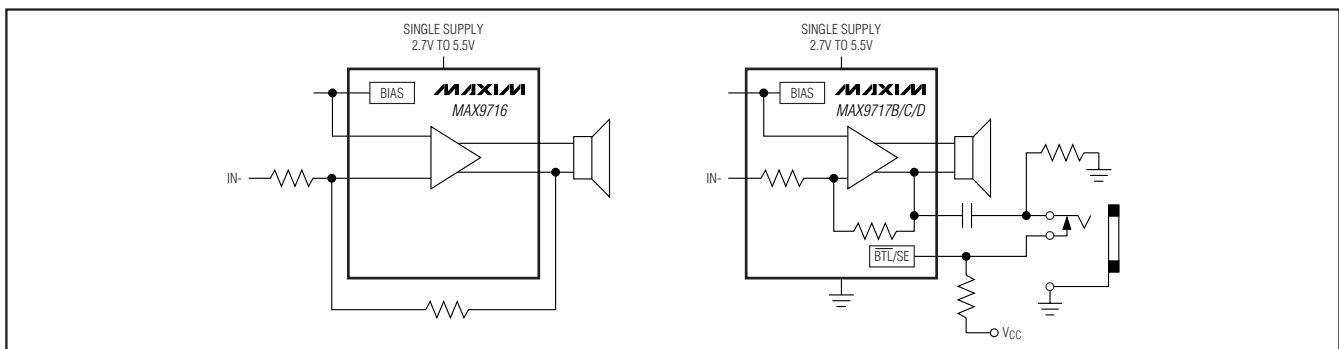 SINGLE SUPPLY
2.7V TO 5.5V
BIAS
MAXIM
MAX9716
IN-
SINGLE SUPPLY
2.7V TO 5.5V
BIAS
MAXIM
MAX9717B/C/D
IN-
BTL/SE
VCC